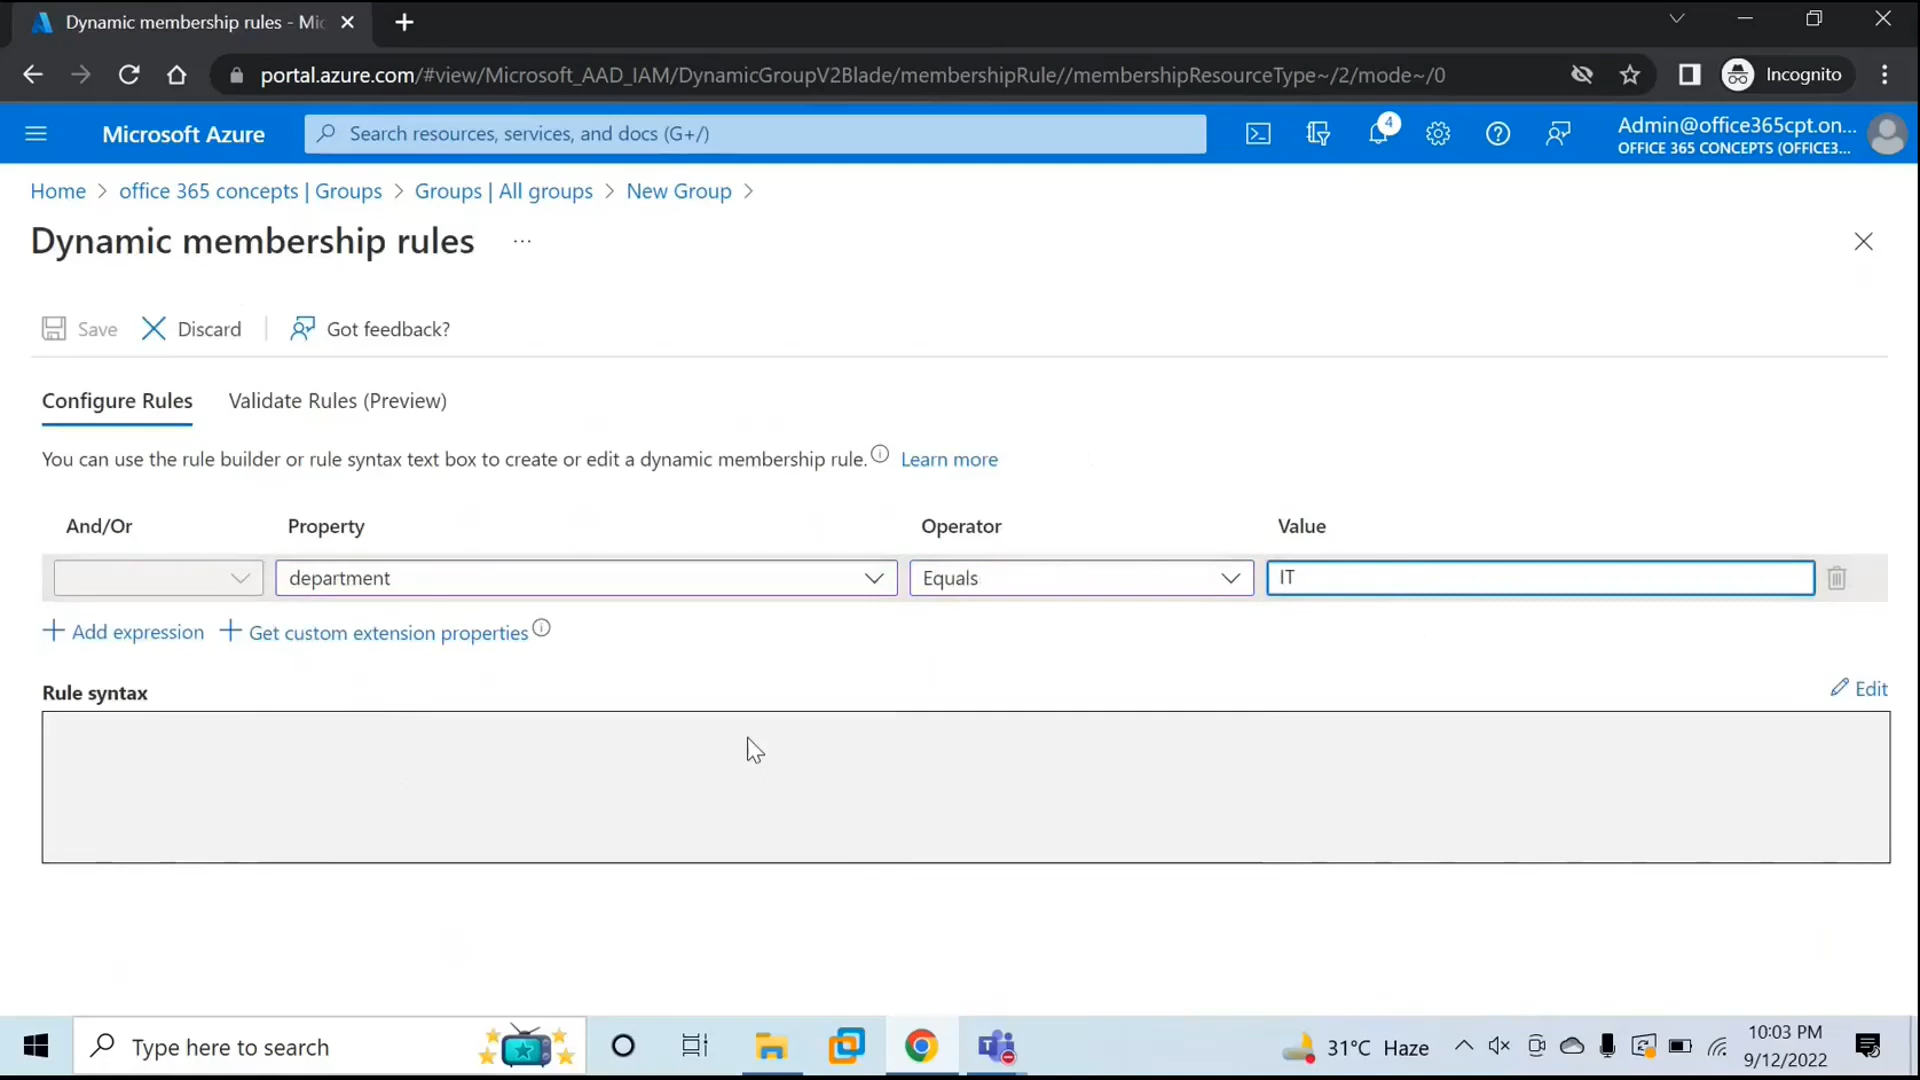 Dynamic membership rules - Mic
portal.azure.com/#view/Microsoft_AAD_IAM/DynamicGroupV2Blade/membershipRule//membershipResourceType~/2/mode~/0
Incognito
Microsoft Azure
Search resources, services, and docs (G+/)
4
Admin@office365cpt.on...
OFFICE 365 CONCEPTS (OFFICE3...
Home > office 365 concepts | Groups > Groups | All groups > New Group >
Dynamic membership rules ...
Save Discard Got feedback?
Configure Rules Validate Rules (Preview)
You can use the rule builder or rule syntax text box to create or edit a dynamic membership rule. Learn more
And/Or Property Operator Value
department Equals IT
+ Add expression + Get custom extension properties
Rule syntax
Edit
Type here to search
31°C Haze
10:03 PM
9/12/2022